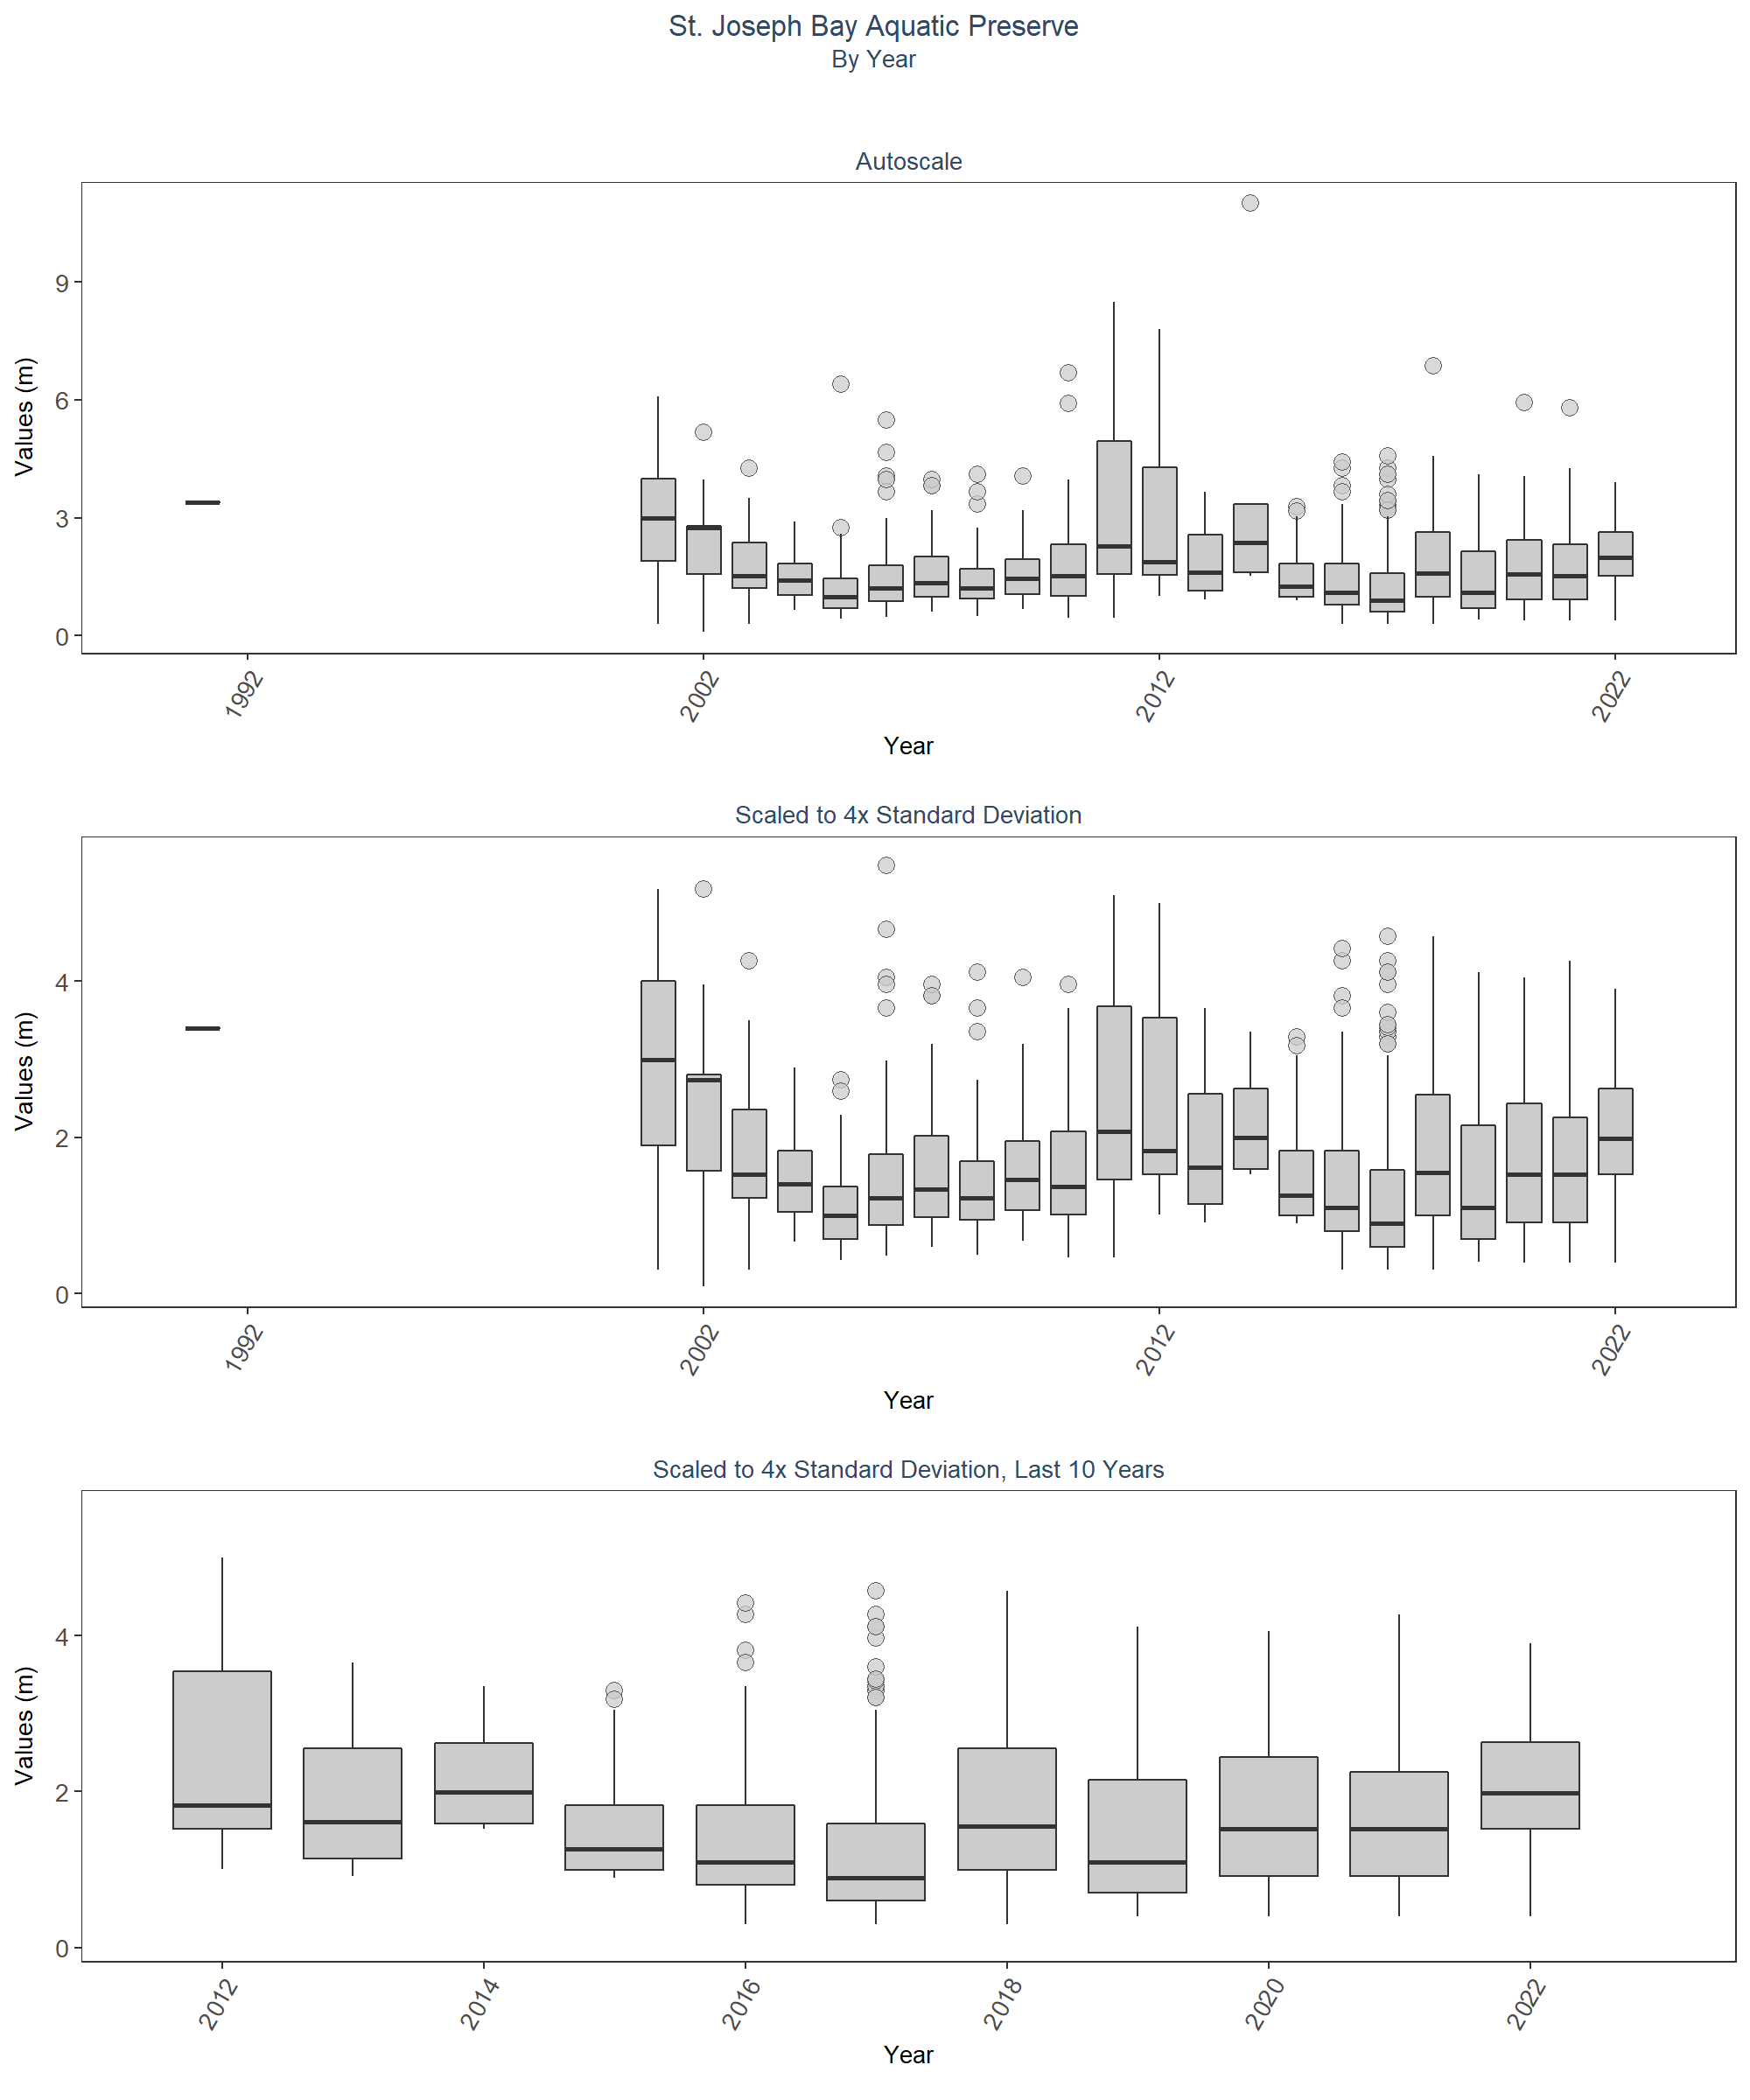 St. Joseph Bay Aquatic Preserve
By Year
Autoscale
Values (m)
9
6
3
0
1992 2002 2012 2022
Year
Scaled to 4x Standard Deviation
Values (m)
4
2
0
1992 2002 2012 2022
Year
Scaled to 4x Standard Deviation, Last 10 Years
Values (m)
4
2
0
2012 2014 2016 2018 2020 2022
Year